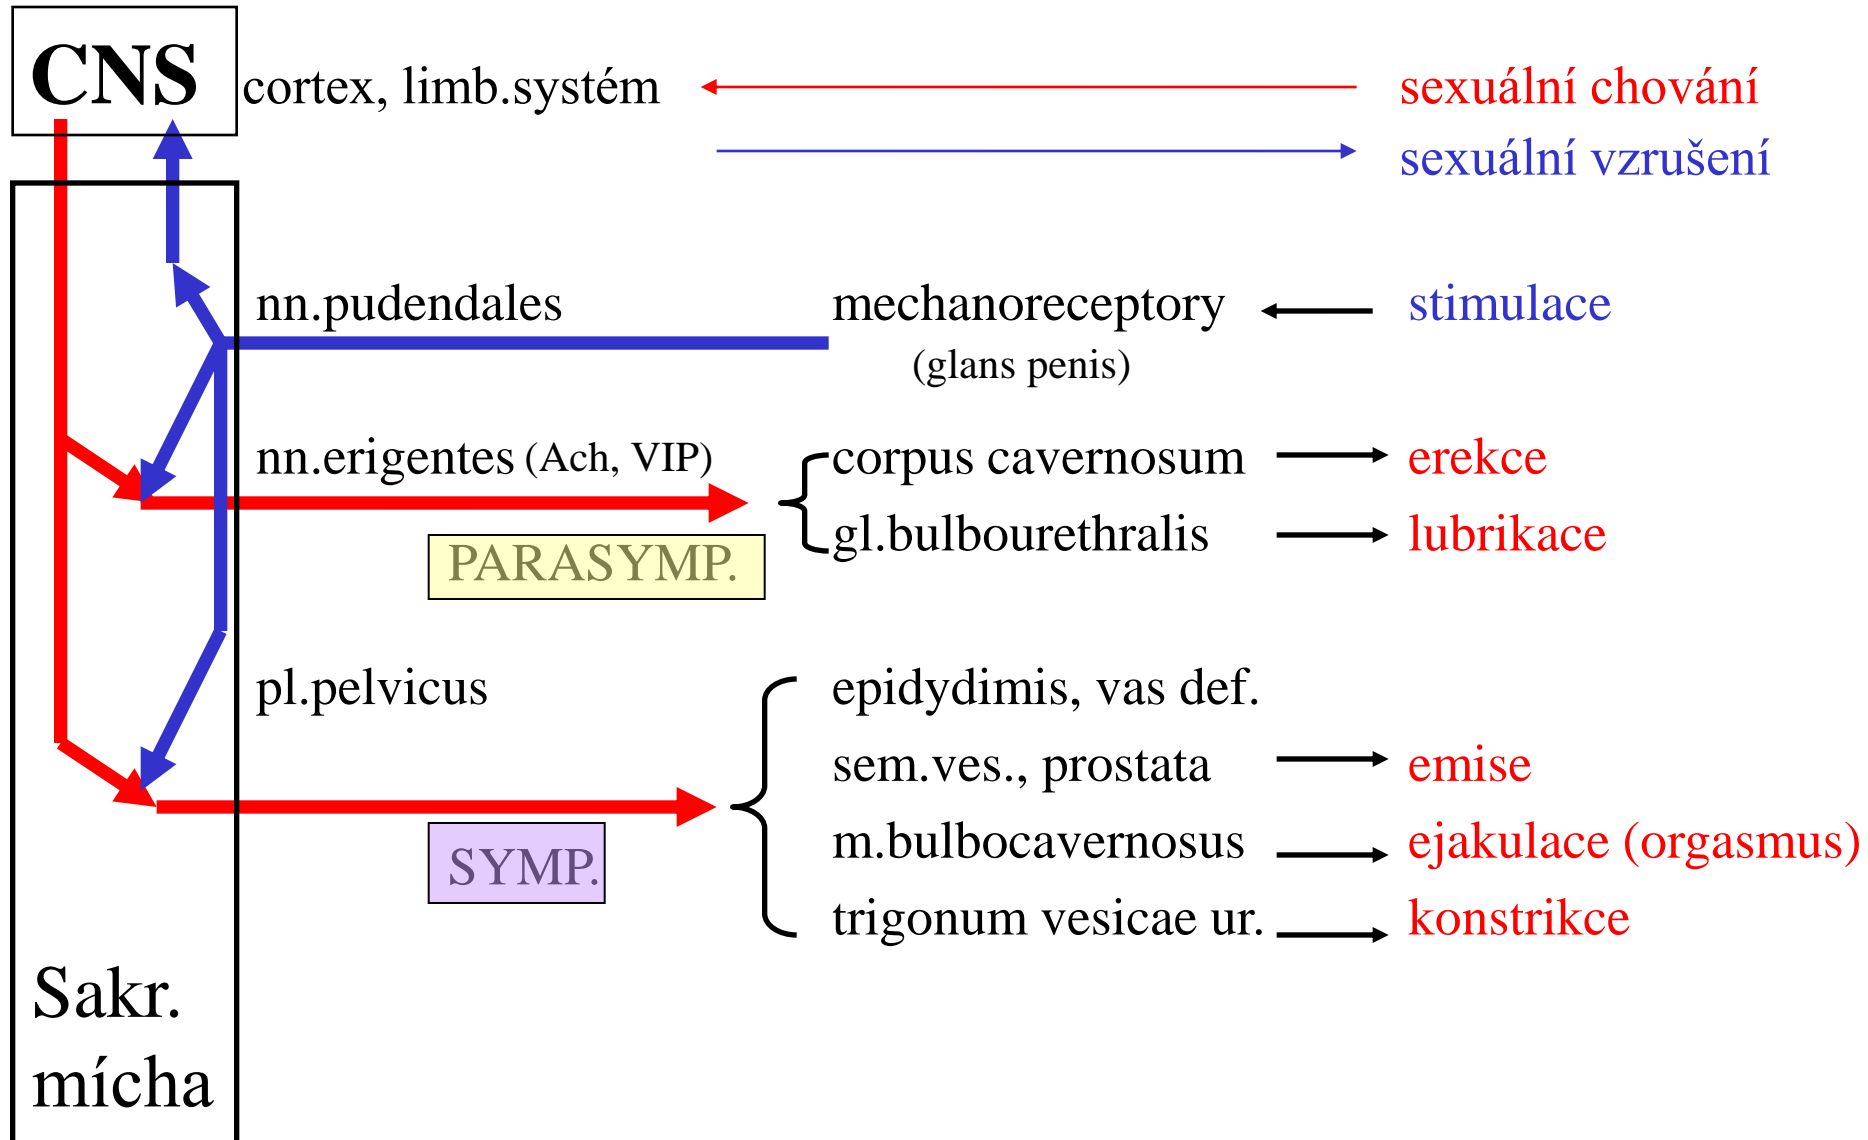 CNS cortex, limb.systém sexuální chování
sexuální vzrušení
nn.pudendales mechanoreceptory stimulace
(glans penis)
nn.erigentes (Ach, VIP) corpus cavernosum erekce
gl.bulbourethralis lubrikace
PARASYMP.
pl.pelvicus epidydimis, vas def.
sem.ves., prostata emise
m.bulbocavernosus ejakulace (orgasmus)
SYMP.
trigonum vesicae ur. konstrikce
Sakr.
mícha